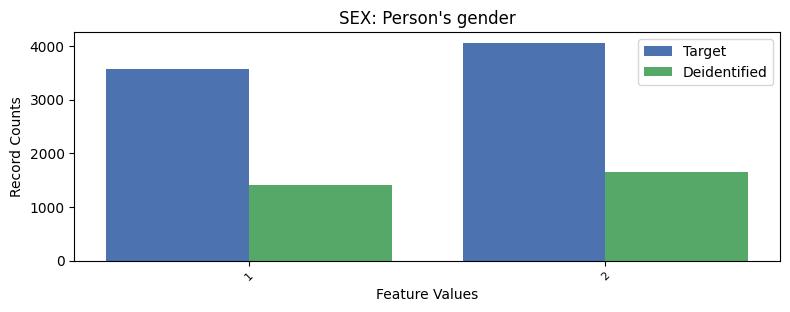 SEX: Person's gender
Target
Deidentified
Record Counts
4000
3000
2000
1000
0
1
2
Feature Values